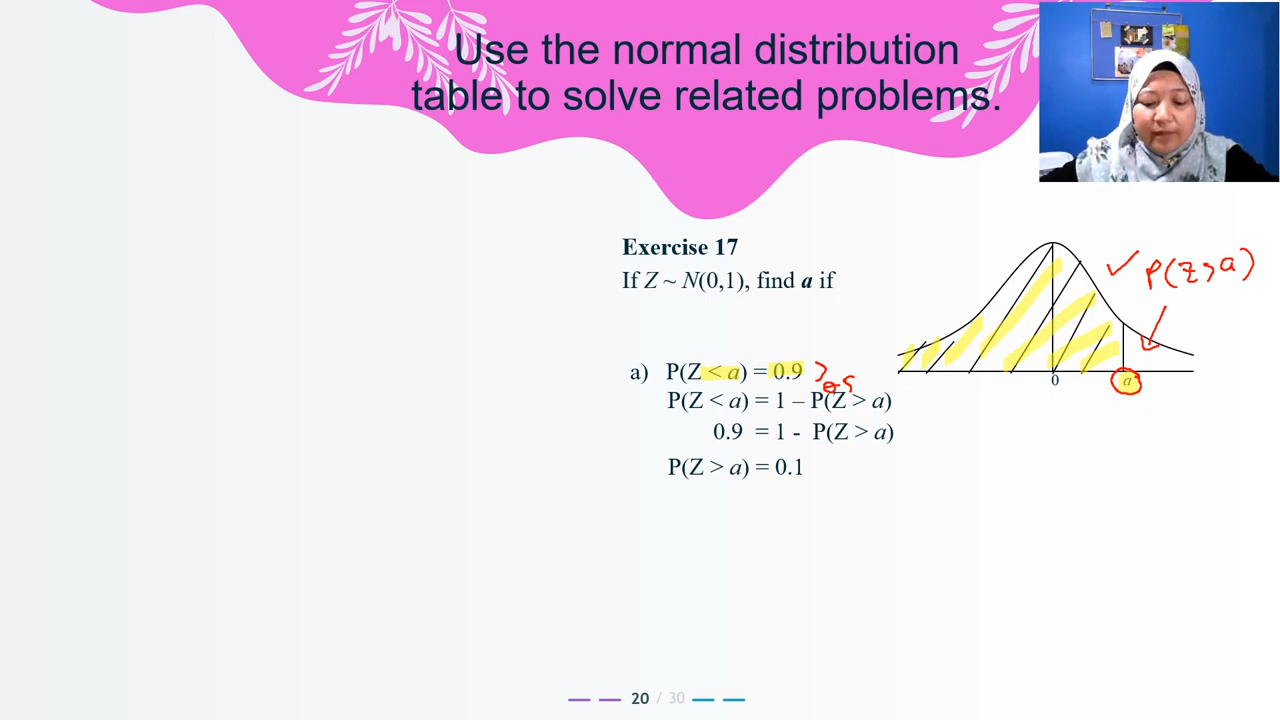 Use the normal distribution
table to solve related problems.
Exercise 17
If Z ~ N(0,1), find a if
✓ P(Z > a)
a) P(Z < a) = 0.9 > 0.5
P(Z < a) = 1 – P(Z > a)
0.9 = 1 - P(Z > a)
P(Z > a) = 0.1
0 a
20 / 30